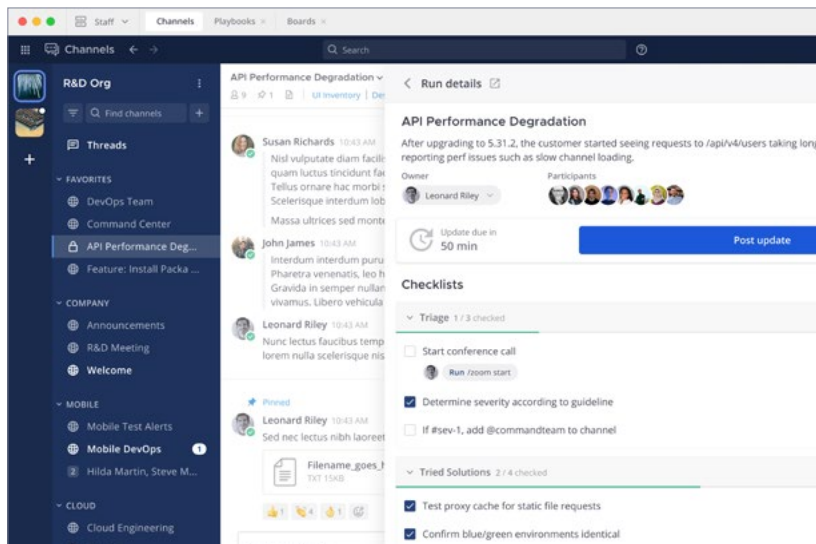 Staff
Channels
Playbooks
Boards
Channels
Search
R&D Org
Find channels
Threads
FAVORITES
DevOps Team
Command Center
API Performance Deg...
Feature: Install Packa ...
COMPANY
Announcements
R&D Meeting
Welcome
MOBILE
Mobile Test Alerts
Mobile DevOps 1
2 Hilda Martin, Steve M...
CLOUD
Cloud Engineering
API Performance Degradation
9 1 UI Inventory | De
Susan Richards 10:43 AM
Nisl vulputate diam facilis
quam luctus tincidunt fac
Tellus ornare hac morbi s
Scelerisque interdum lob
Massa ultrices sed monte
John James 10:43 AM
Interdum interdum puru
Pharetra venenatis, leo h
Gravida in semper nullan
vivamus. Libero vehicula
Leonard Riley 10:43 AM
Nunc lectus faucibus temp
lorem nulla scelerisque nis
Pinned
Leonard Riley 10:43 AM
Sed nec lectus nibh laoreet
Filename_goes_h
TXT 15KB
1 4 1
Run details
API Performance Degradation
After upgrading to 5.31.2, the customer started seeing requests to /api/v4/users taking long
reporting perf issues such as slow channel loading.
Owner
Participants
Leonard Riley
Update due in
50 min
Post update
Checklists
Triage 1 / 3 checked
Start conference call
Run /zoom start
Determine severity according to guideline
If #sev-1, add @commandteam to channel
Tried Solutions 2 / 4 checked
Test proxy cache for static file requests
Confirm blue/green environments identical